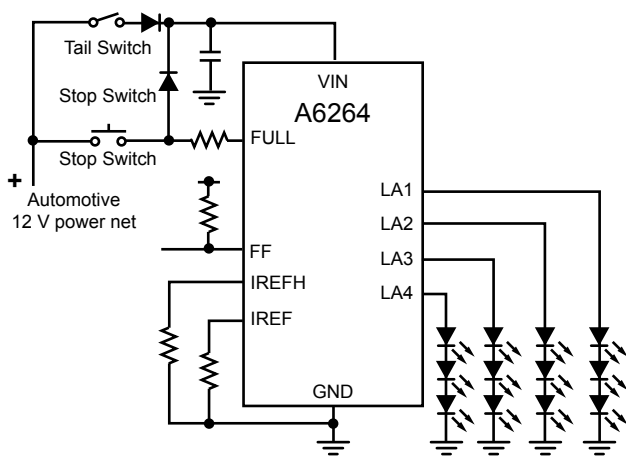 Tail Switch
VIN
A6264
Stop Switch
FULL
Stop Switch
+
Automotive
12 V power net
LA1
LA2
FF
LA3
IREFH
LA4
IREF
GND